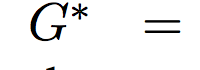 G* =